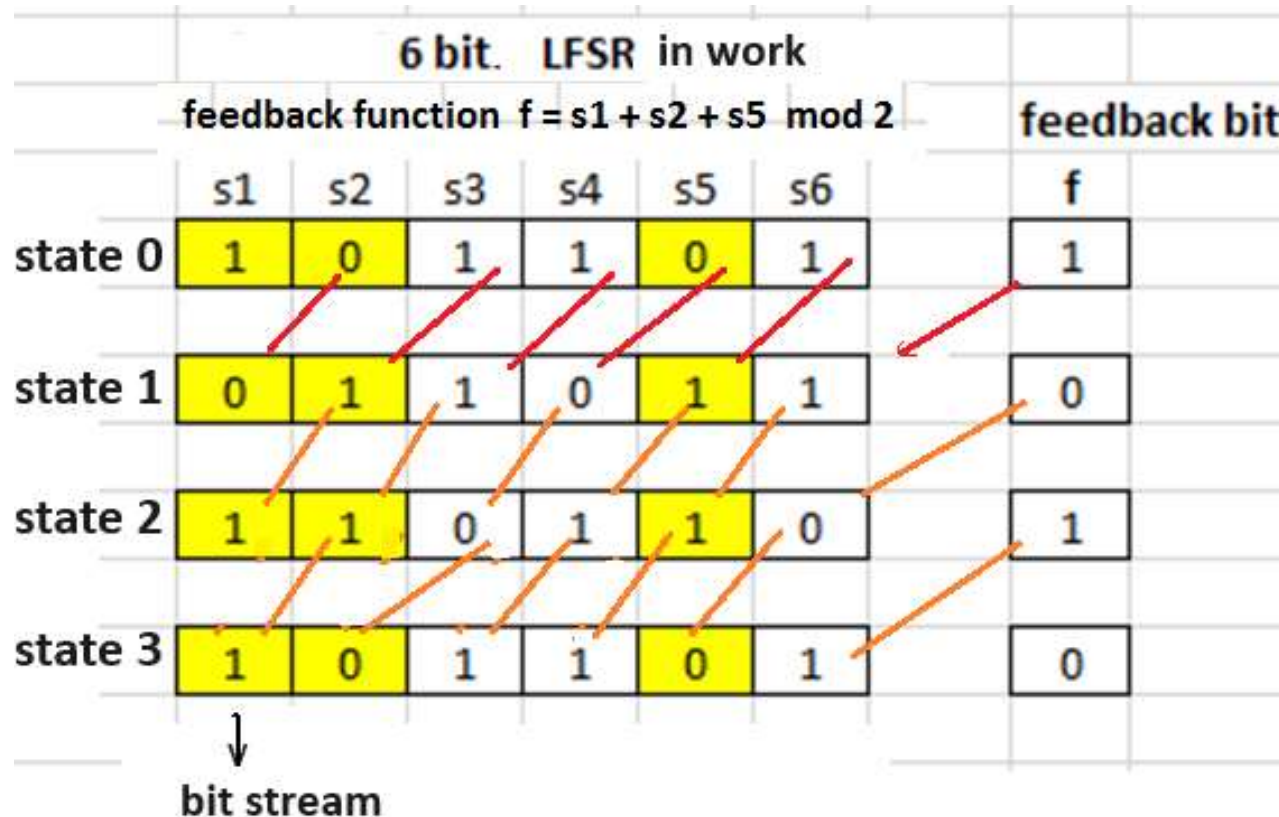 6 bit. LFSR in work
feedback function f = s1 + s2 + s5 mod 2 feedback bit
s1 s2 s3 s4 s5 s6 f
state 0 1 0 1 1 0 1 1
state 1 0 1 1 0 1 1 0
state 2 1 1 0 1 1 0 1
state 3 1 0 1 1 0 1 0
bit stream